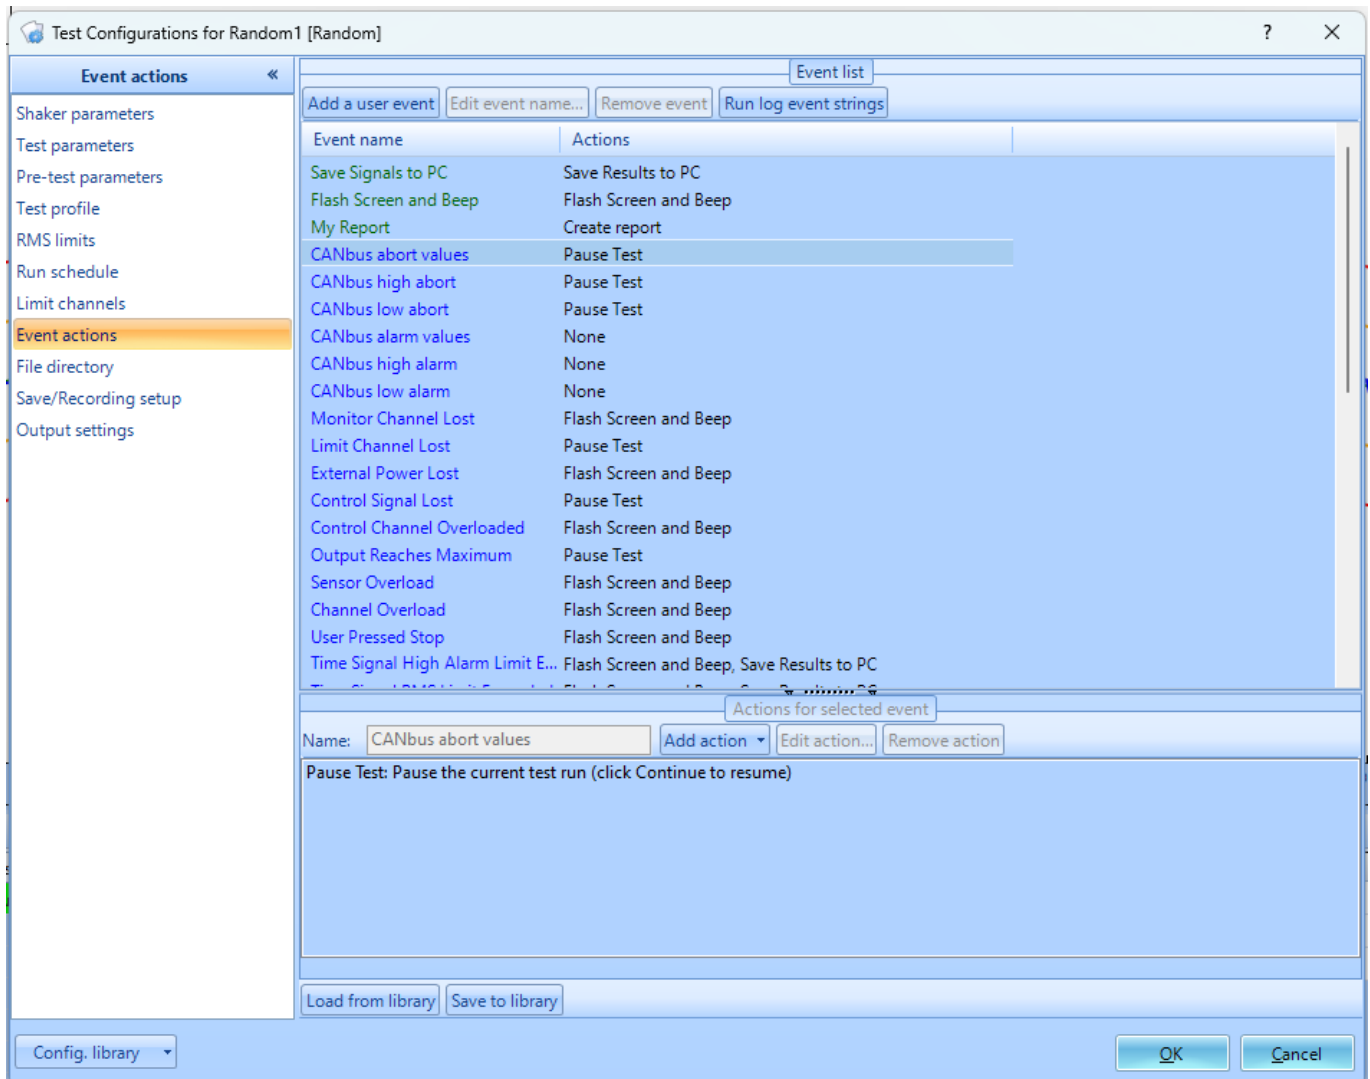 Test Configurations for Random1 [Random]
?
Event actions «
Shaker parameters
Test parameters
Pre-test parameters
Test profile
RMS limits
Run schedule
Limit channels
Event actions
File directory
Save/Recording setup
Output settings
Event list
Add a user event Edit event name... Remove event Run log event strings
Event name Actions
Save Signals to PC Save Results to PC
Flash Screen and Beep Flash Screen and Beep
My Report Create report
CANbus abort values Pause Test
CANbus high abort Pause Test
CANbus low abort Pause Test
CANbus alarm values None
CANbus high alarm None
CANbus low alarm None
Monitor Channel Lost Flash Screen and Beep
Limit Channel Lost Pause Test
External Power Lost Flash Screen and Beep
Control Signal Lost Pause Test
Control Channel Overloaded Flash Screen and Beep
Output Reaches Maximum Pause Test
Sensor Overload Flash Screen and Beep
Channel Overload Flash Screen and Beep
User Pressed Stop Flash Screen and Beep
Time Signal High Alarm Limit E... Flash Screen and Beep, Save Results to PC
Actions for selected event
Name: CANbus abort values Add action Edit action... Remove action
Pause Test: Pause the current test run (click Continue to resume)
Load from library Save to library
Config. library OK Cancel